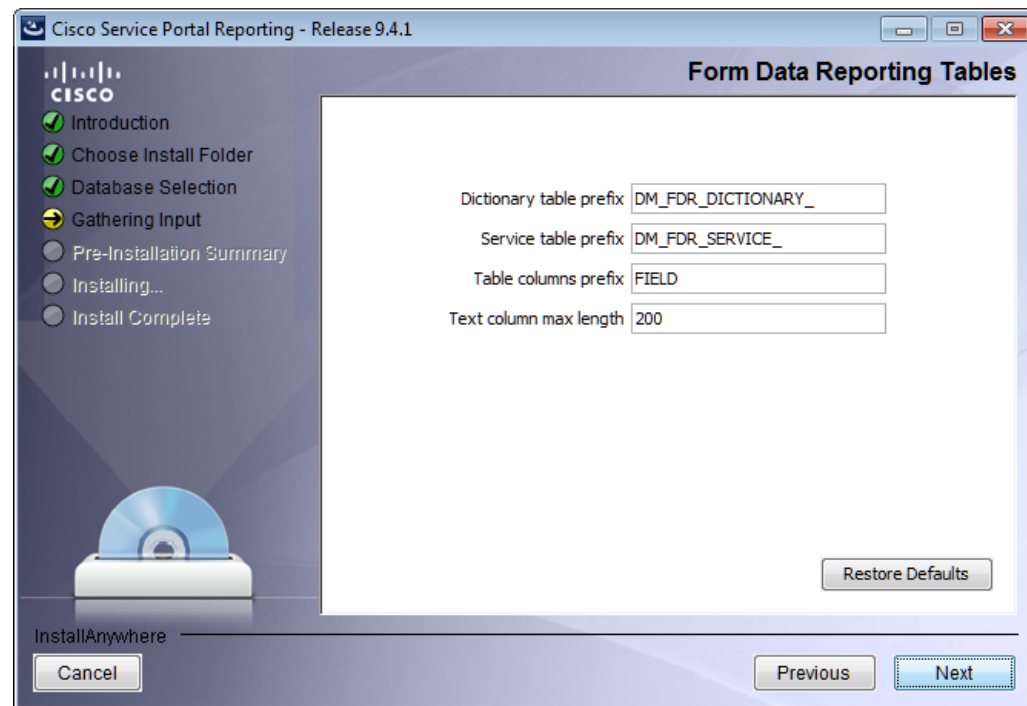 Cisco Service Portal Reporting - Release 9.4.1
CISCO
Form Data Reporting Tables
Introduction
Choose Install Folder
Database Selection
Gathering Input
Pre-Installation Summary
Installing...
Install Complete
Dictionary table prefix DM_FDR_DICTIONARY_
Service table prefix DM_FDR_SERVICE_
Table columns prefix FIELD
Text column max length 200
Restore Defaults
InstallAnywhere
Cancel Previous Next